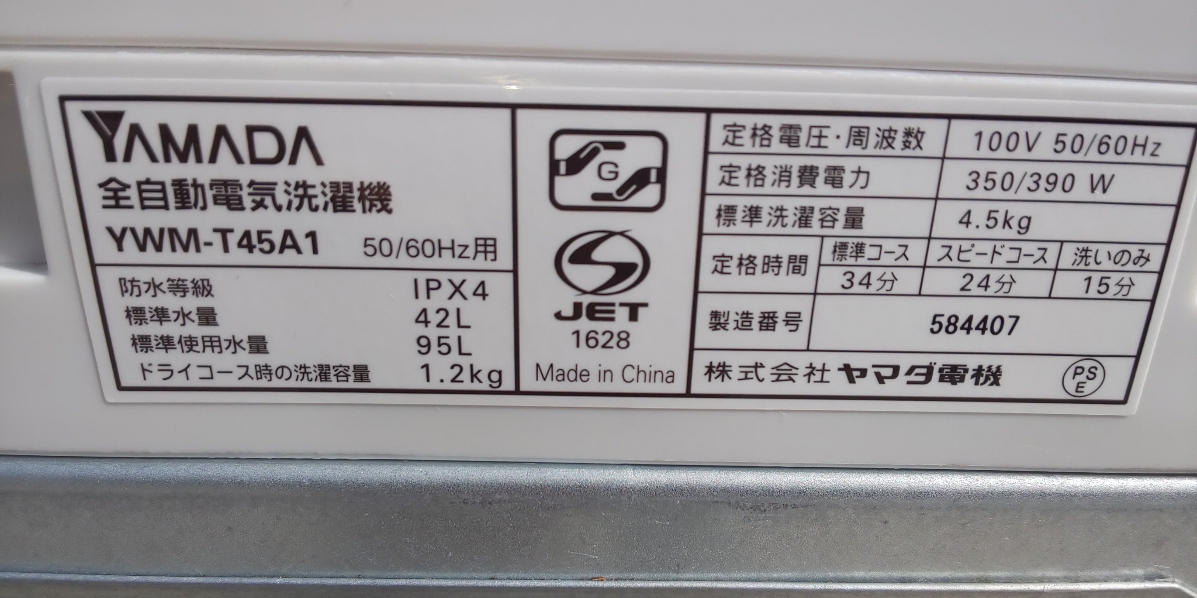 YAMADA
全自動電気洗濯機
YWM-T45A1 50/60Hz用
防水等級 IPX4
標準水量 42L
標準使用水量 95L
ドライコース時の洗濯容量 1.2kg
G
S
JET
1628
Made in China
定格電圧・周波数 100V 50/60Hz
定格消費電力 350/390 W
標準洗濯容量 4.5kg
定格時間 標準コース スピードコース 洗いのみ
34分 24分 15分
製造番号 584407
株式会社ヤマダ電機 PS
E